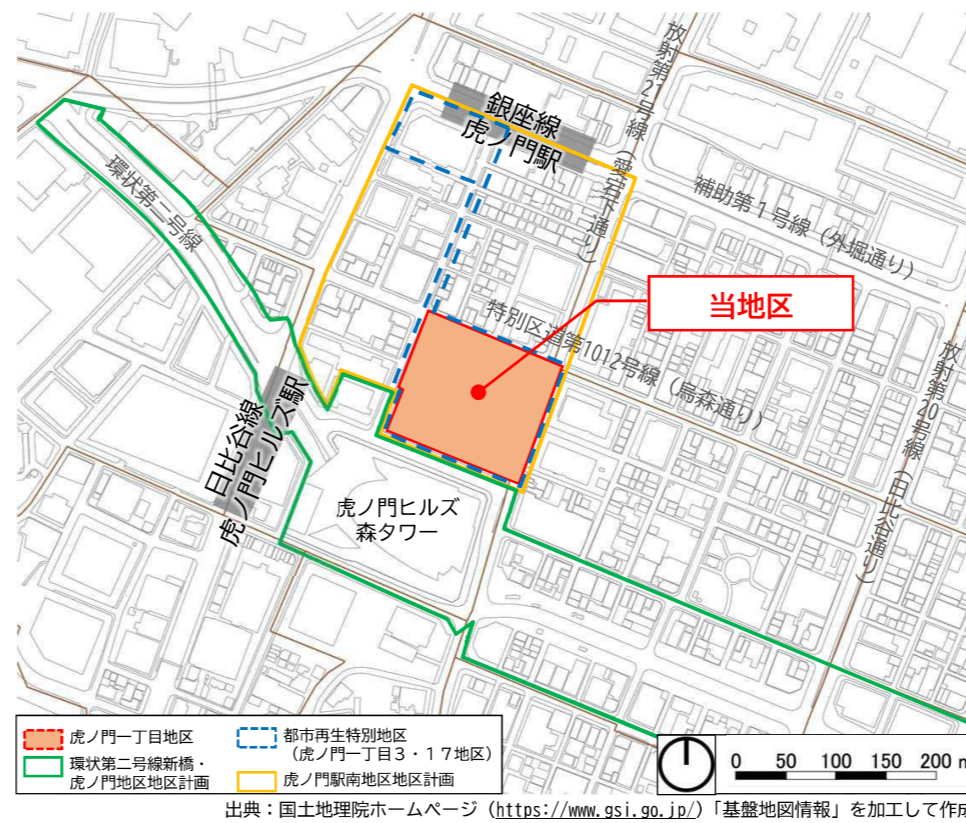 銀座線
虎ノ門駅
放射第21号線（愛宕下通り）
環状第二号線
補助第1号線（外堀通り）
当地区
特別区道第1012号線（烏森通り）
放射第20号線（日比谷通り）
日比谷線
虎ノ門ヒルズ駅
虎ノ門ヒルズ
森タワー
虎ノ門一丁目地区
環状第二号線新橋・
虎ノ門地区地区計画
都市再生特別地区
（虎ノ門一丁目3・17地区）
虎ノ門駅南地区地区計画
0 50 100 150 200 m
出典：国土地理院ホームページ（https://www.gsi.go.jp/）「基盤地図情報」を加工して作成